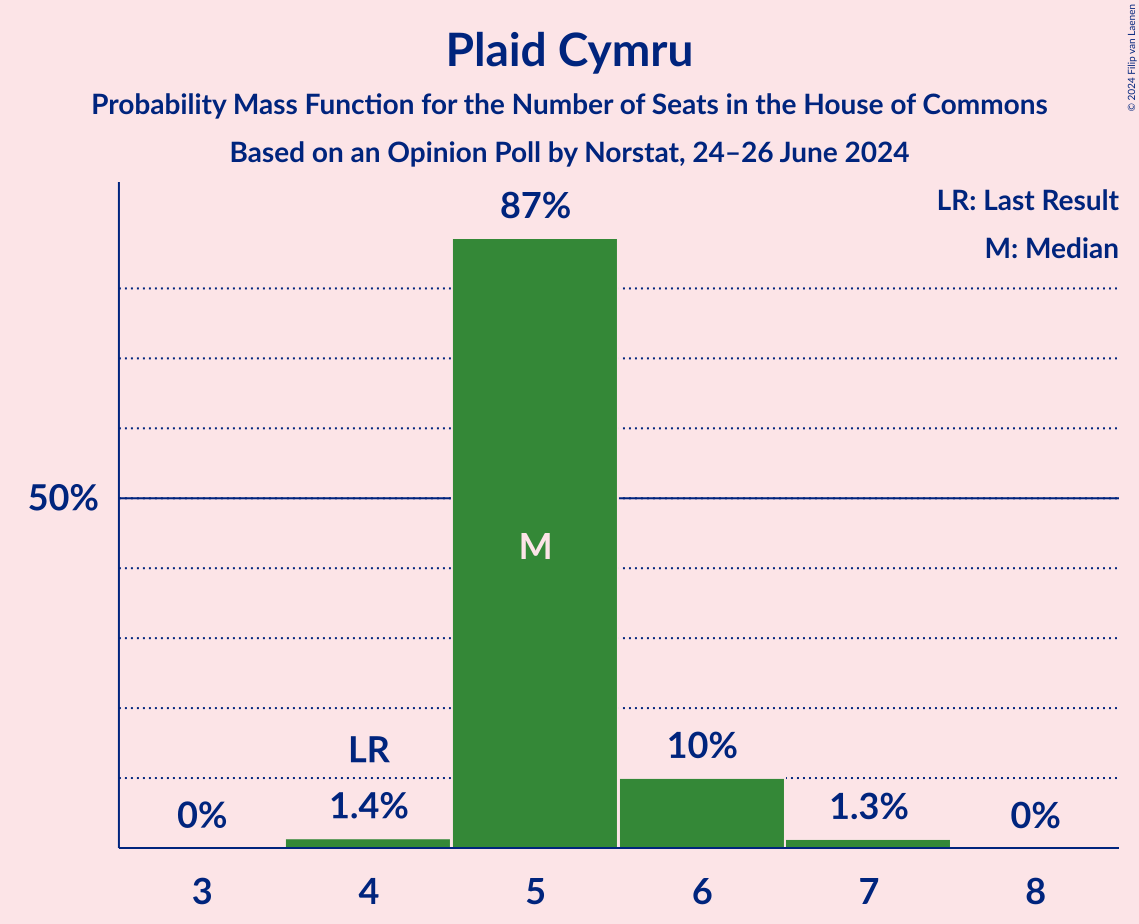 Plaid Cymru
Probability Mass Function for the Number of Seats in the House of Commons
Based on an Opinion Poll by Norstat, 24–26 June 2024
© 2024 Filip van Laenen
LR: Last Result
M: Median
87%
50%
M
LR
10%
0%
1.4%
1.3%
0%
3 4 5 6 7 8